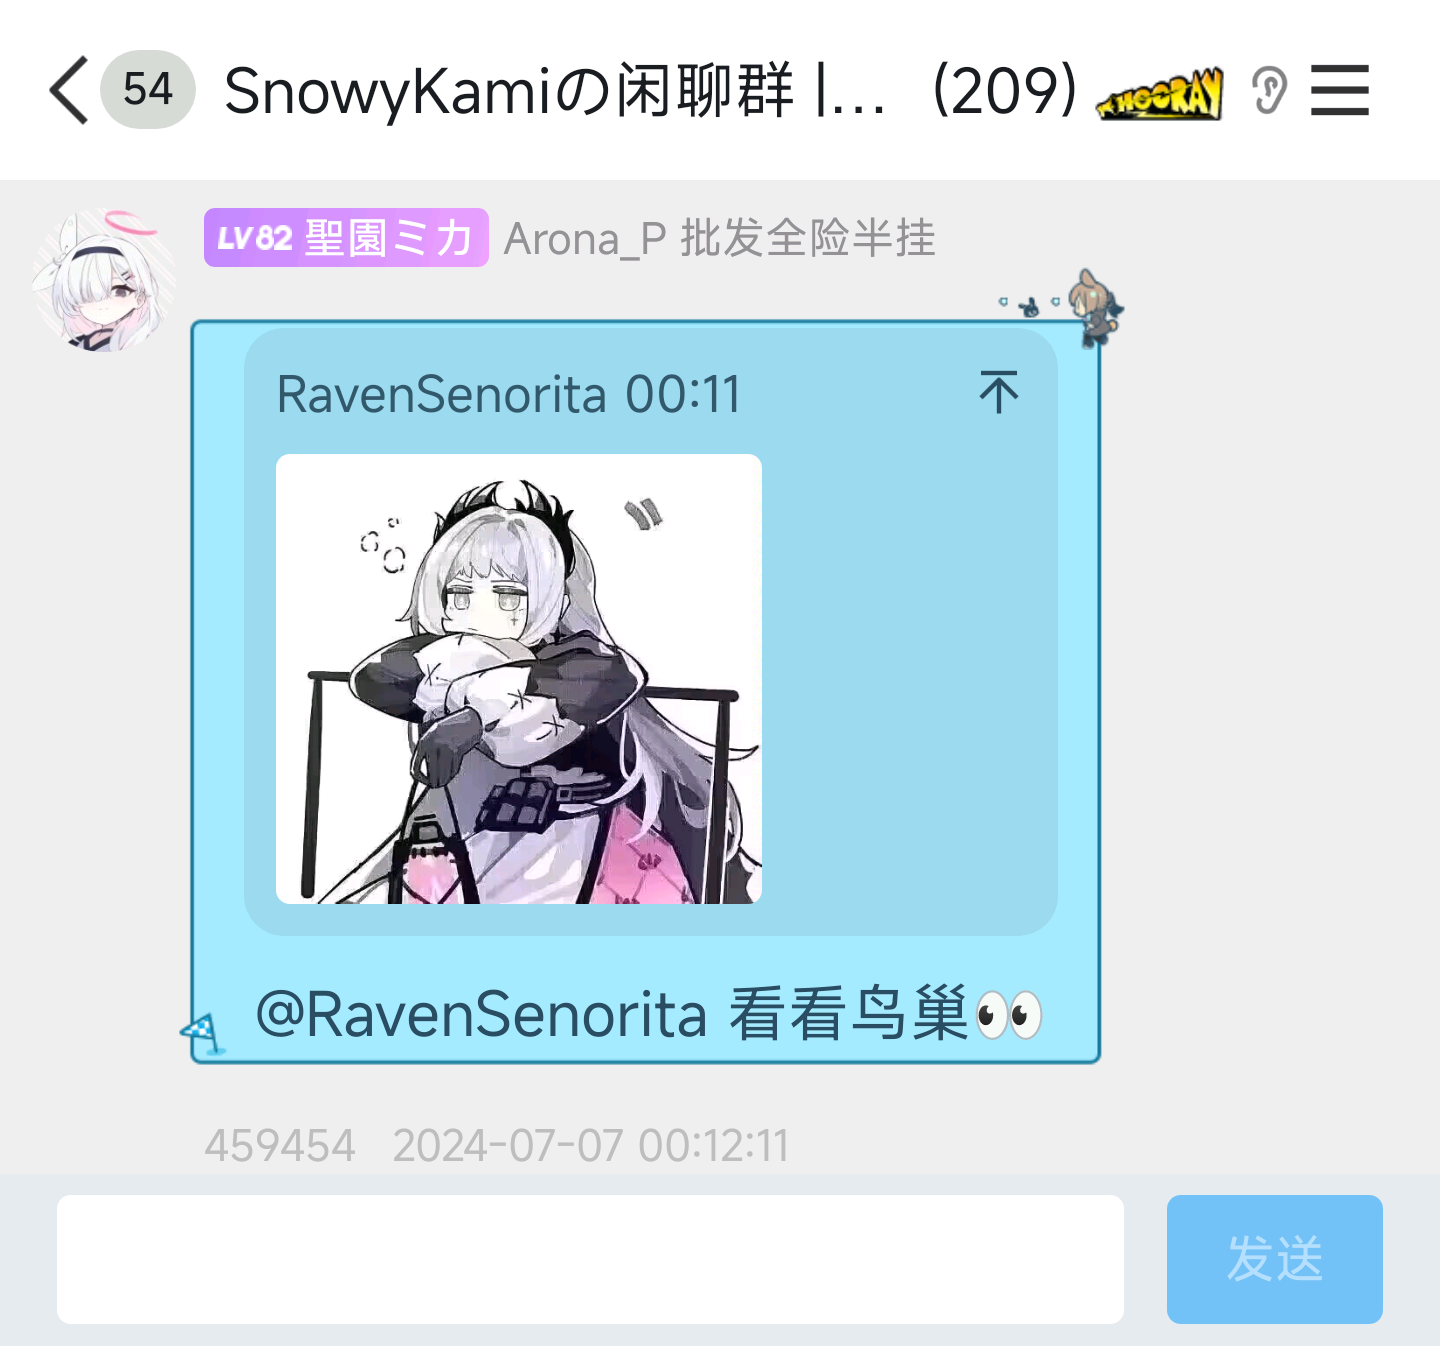 54 SnowyKamiの闲聊群 |... (209) HOORAY
LV82 聖園ミカ Arona_P 批发全险半挂
RavenSenorita 00:11
@RavenSenorita 看看鸟巢👀
459454 2024-07-07 00:12:11
发送